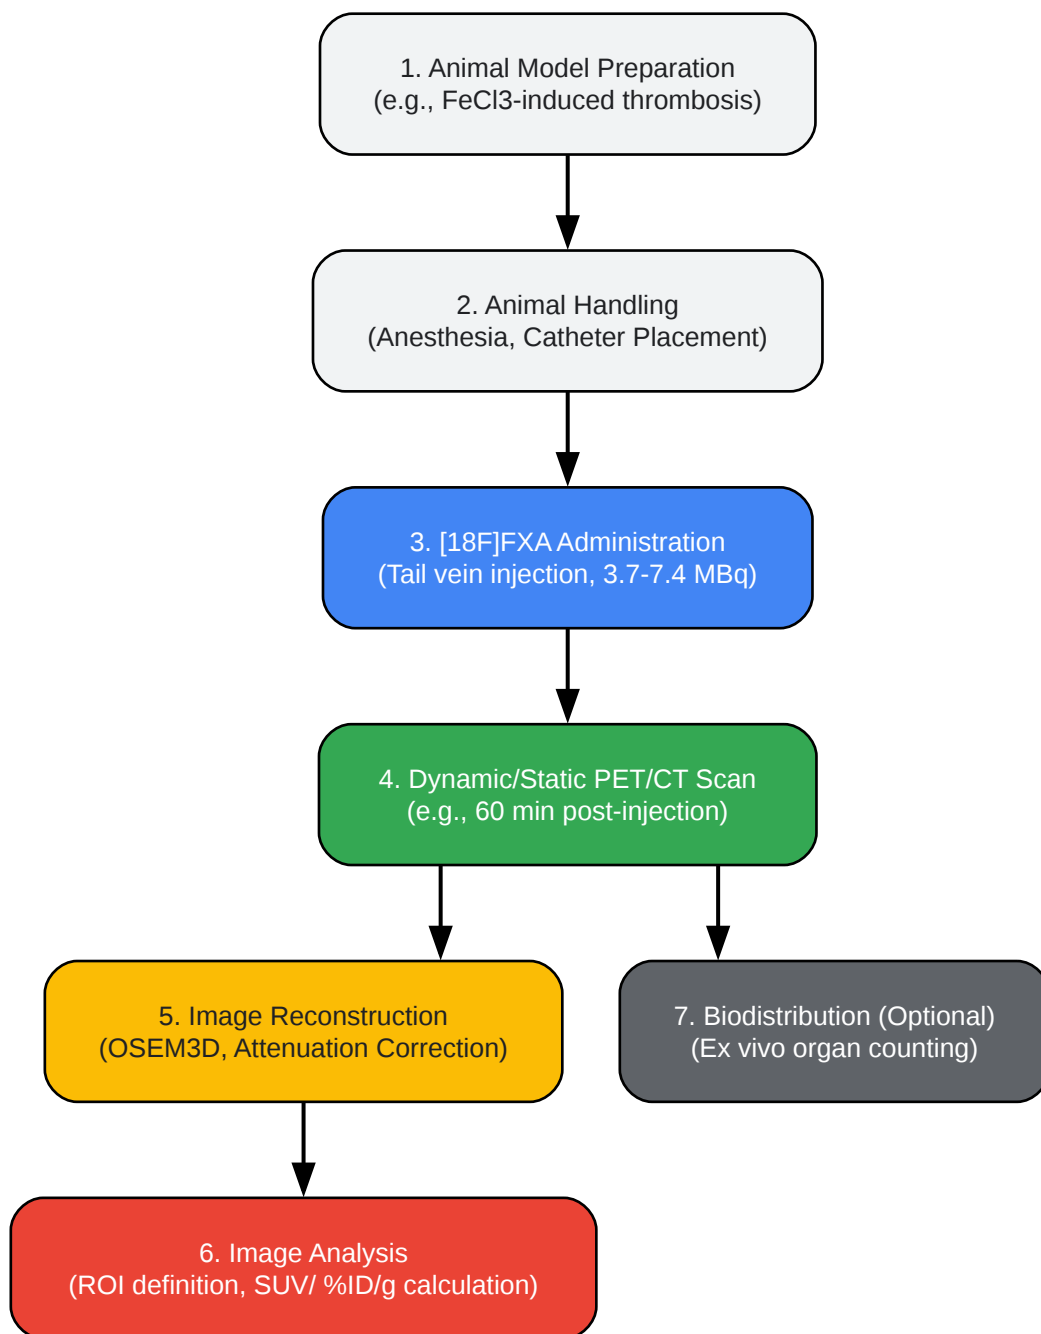 1. Animal Model Preparation
(e.g., FeCl3-induced thrombosis)
2. Animal Handling
(Anesthesia, Catheter Placement)
3. [18F]FXA Administration
(Tail vein injection, 3.7-7.4 MBq)
4. Dynamic/Static PET/CT Scan
(e.g., 60 min post-injection)
5. Image Reconstruction
(OSEM3D, Attenuation Correction)
7. Biodistribution (Optional)
(Ex vivo organ counting)
6. Image Analysis
(ROI definition, SUV/ %ID/g calculation)